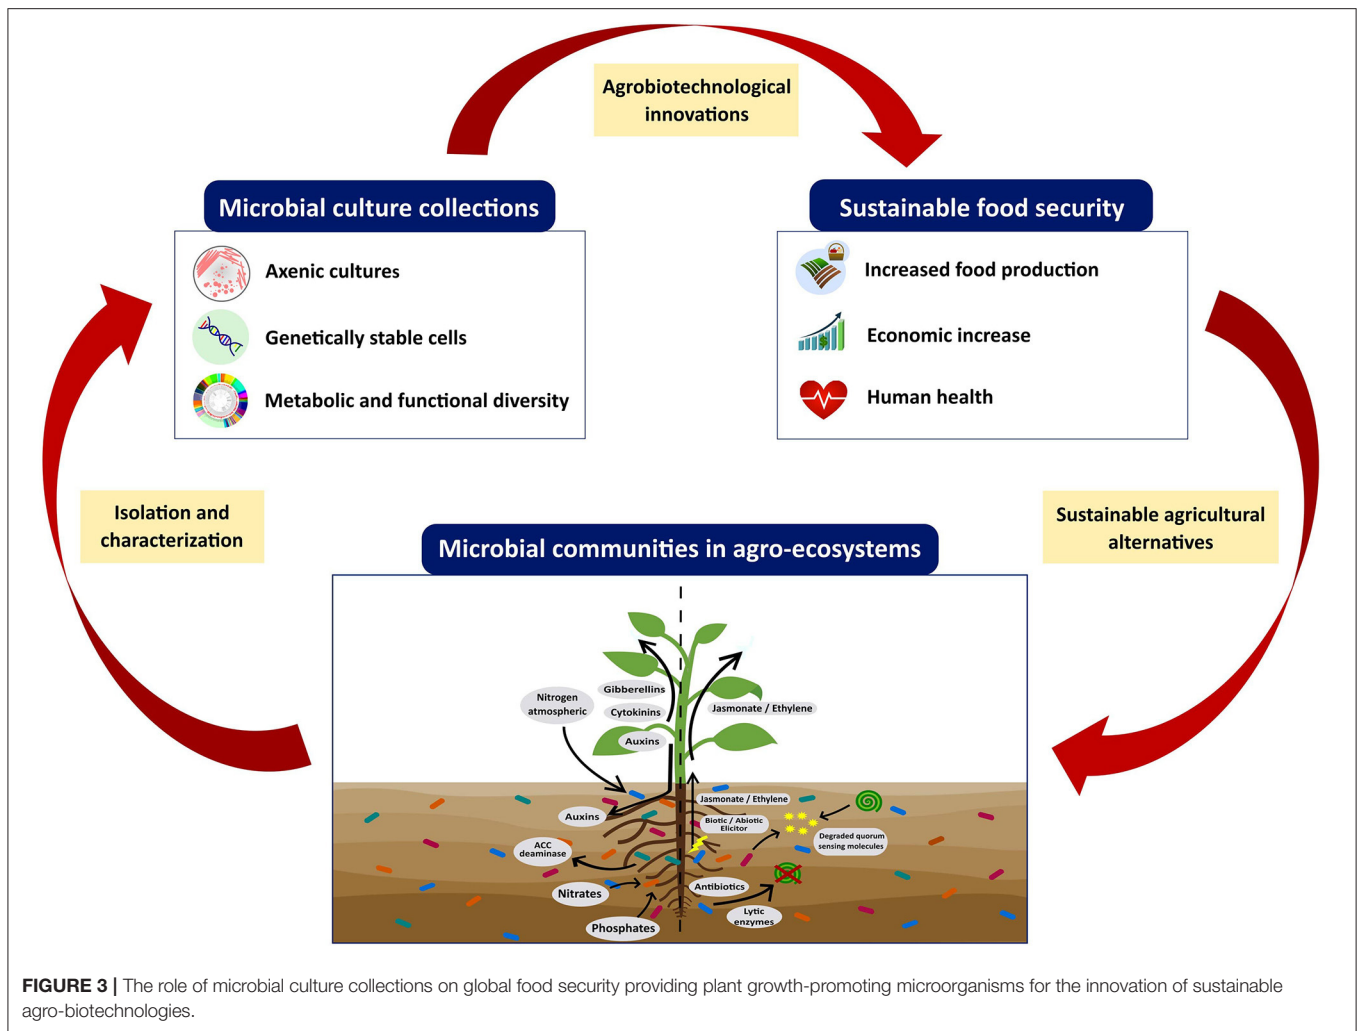 Agrobiotechnological
innovations
Microbial culture collections
Axenic cultures
Genetically stable cells
Metabolic and functional diversity
Sustainable food security
Increased food production
Economic increase
Human health
Isolation and
characterization
Sustainable agricultural
alternatives
Microbial communities in agro-ecosystems
Nitrogen
atmospheric
Gibberellins
Cytokinins
Auxins
Jasmonate / Ethylene
Auxins
ACC
deaminase
Nitrates
Phosphates
Jasmonate / Ethylene
Biotic / Abiotic
Elicitor
Degraded quorum
sensing molecules
Antibiotics
Lytic
enzymes
FIGURE 3 | The role of microbial culture collections on global food security providing plant growth-promoting microorganisms for the innovation of sustainable
agro-biotechnologies.